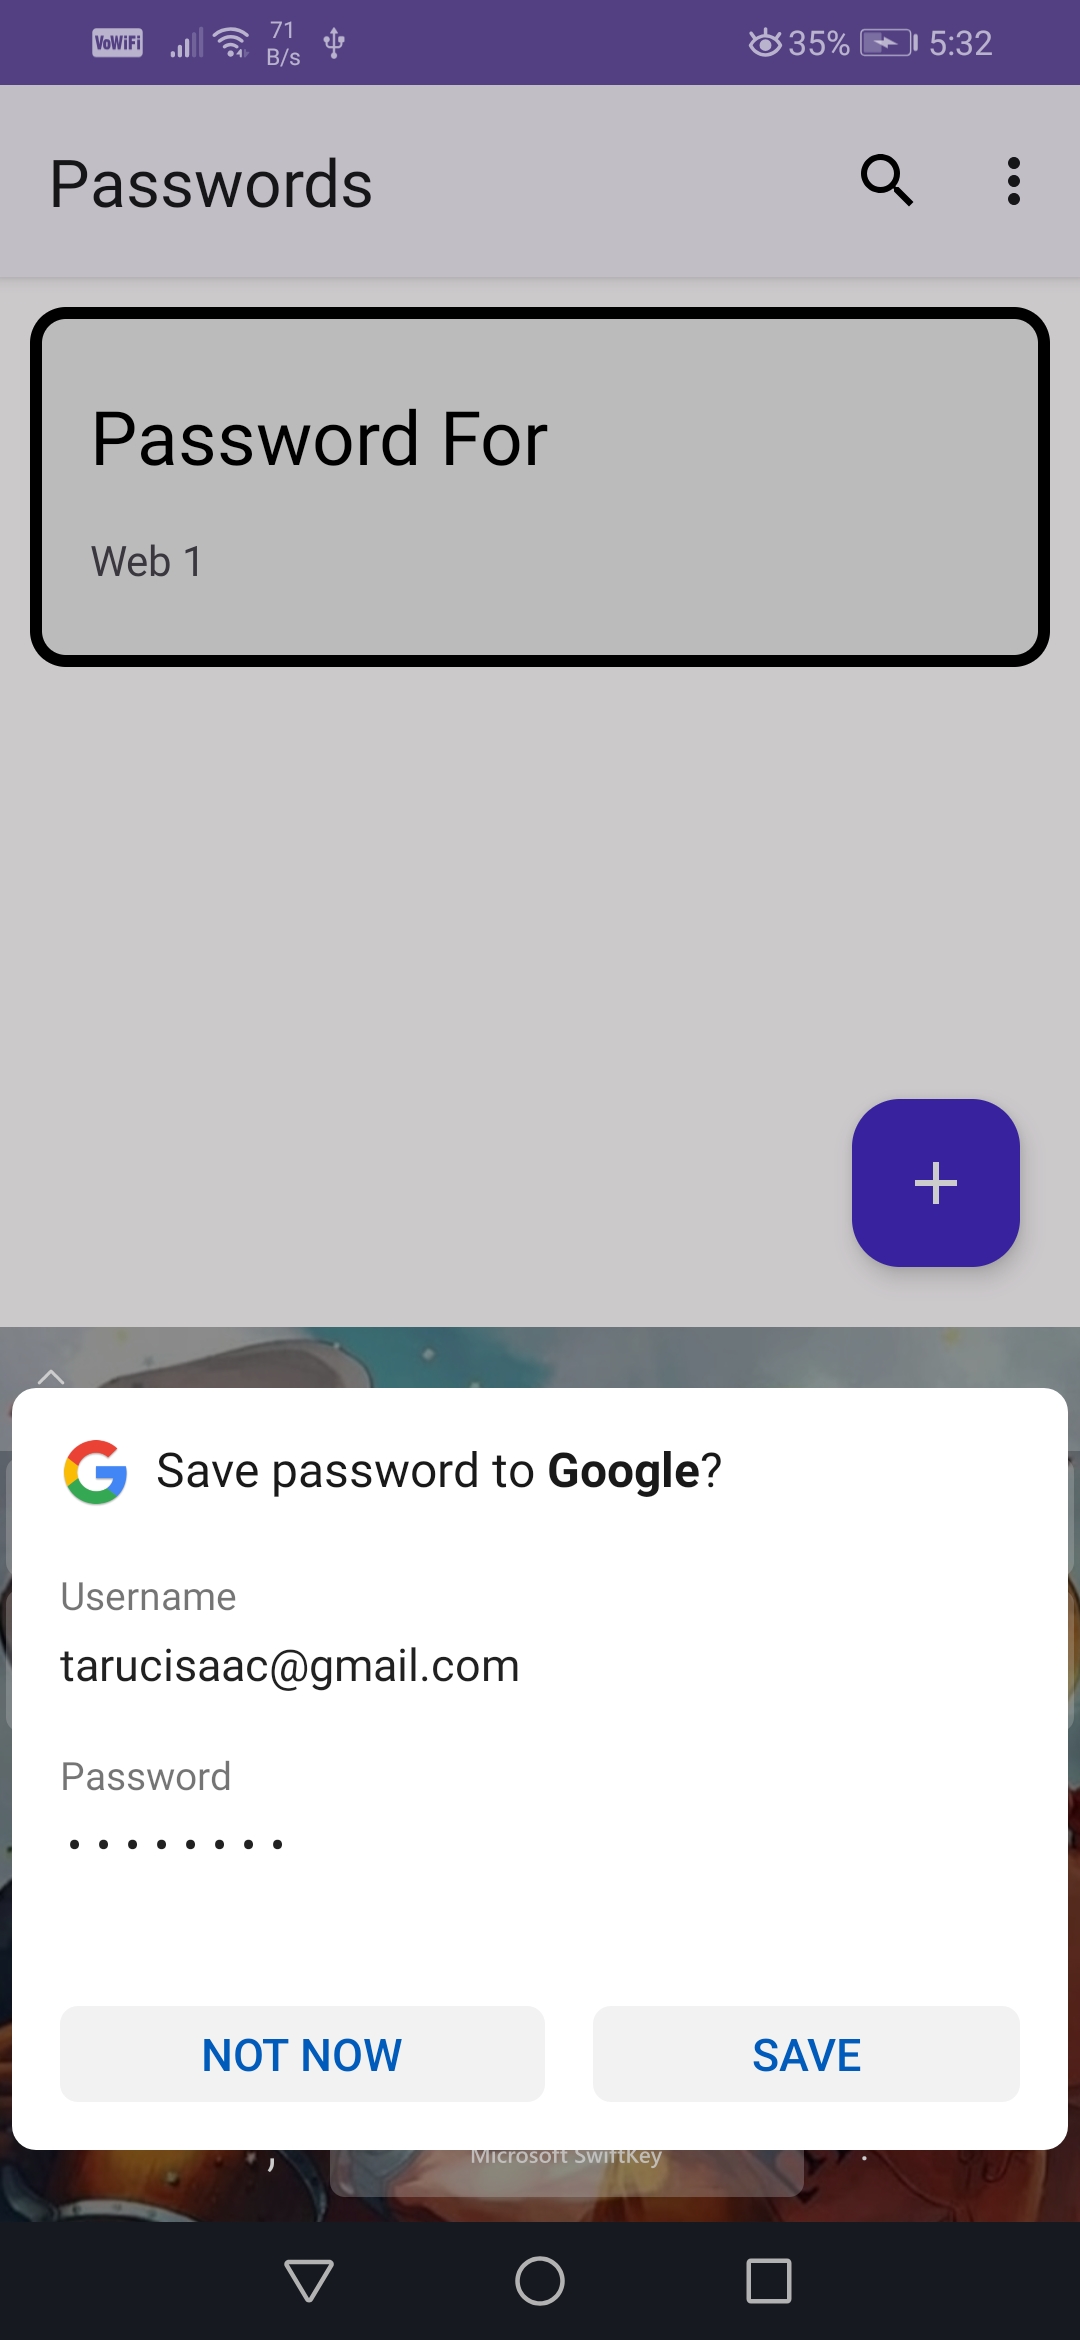 VoWiFi 71 B/s 35% 5:32
Passwords
Password For
Web 1
Save password to Google?
Username
tarucisaac@gmail.com
Password
••••••••
NOT NOW SAVE
, Microsoft SwiftKey .